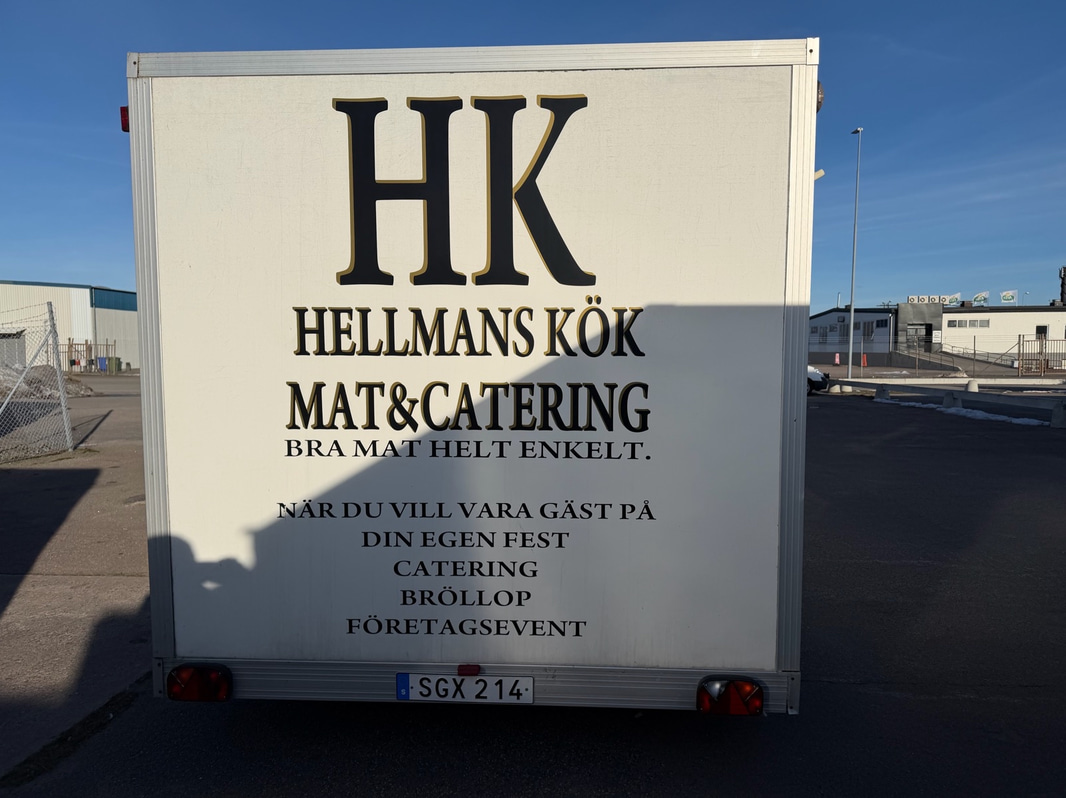 HK
HELLMANS KÖK
MAT&CATERING
BRA MAT HELT ENKELT.
NÄR DU VILL VARA GÄST PÅ
DIN EGEN FEST
CATERING
BRÖLLOP
FÖRETAGSEVENT
S SGX 214